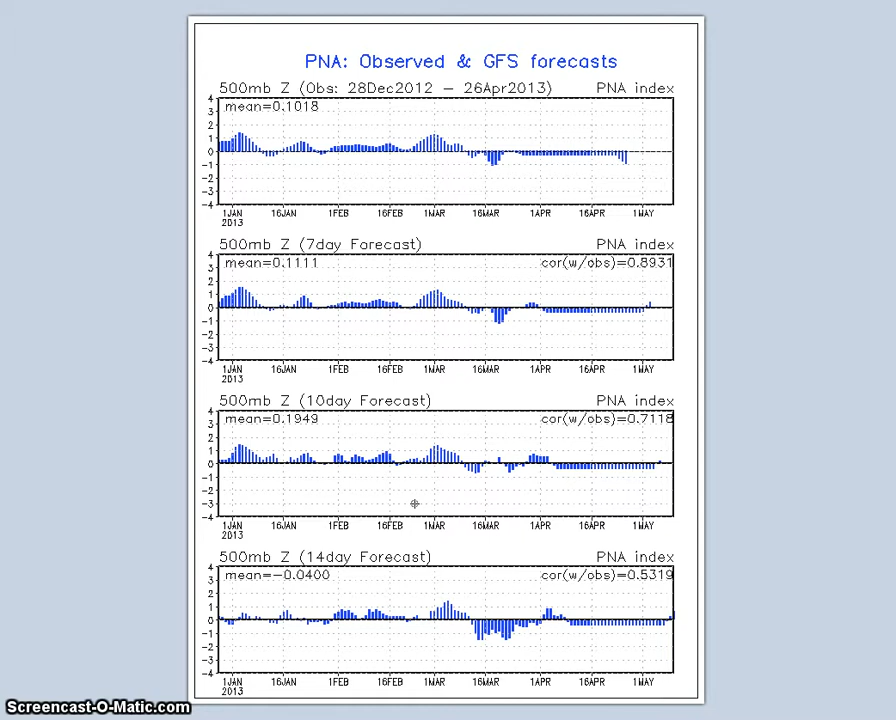 PNA: Observed & GFS forecasts
500mb Z (Obs: 28Dec2012 – 26Apr2013) PNA index
mean=0.1018
4
3
2
1
0
−1
−2
−3
−4
1JAN 16JAN 1FEB 16FEB 1MAR 16MAR 1APR 16APR 1MAY
2013
500mb Z (7day Forecast) PNA index
mean=0.1111 cor(w/obs)=0.8931
4
3
2
1
0
−1
−2
−3
−4
1JAN 16JAN 1FEB 16FEB 1MAR 16MAR 1APR 16APR 1MAY
2013
500mb Z (10day Forecast) PNA index
mean=0.1949 cor(w/obs)=0.7118
4
3
2
1
0
−1
−2
−3
−4
1JAN 16JAN 1FEB 16FEB 1MAR 16MAR 1APR 16APR 1MAY
2013
500mb Z (14day Forecast) PNA index
mean=−0.0400 cor(w/obs)=0.5319
4
3
2
1
0
−1
−2
−3
−4
1JAN 16JAN 1FEB 16FEB 1MAR 16MAR 1APR 16APR 1MAY
2013
Screencast-O-Matic.com